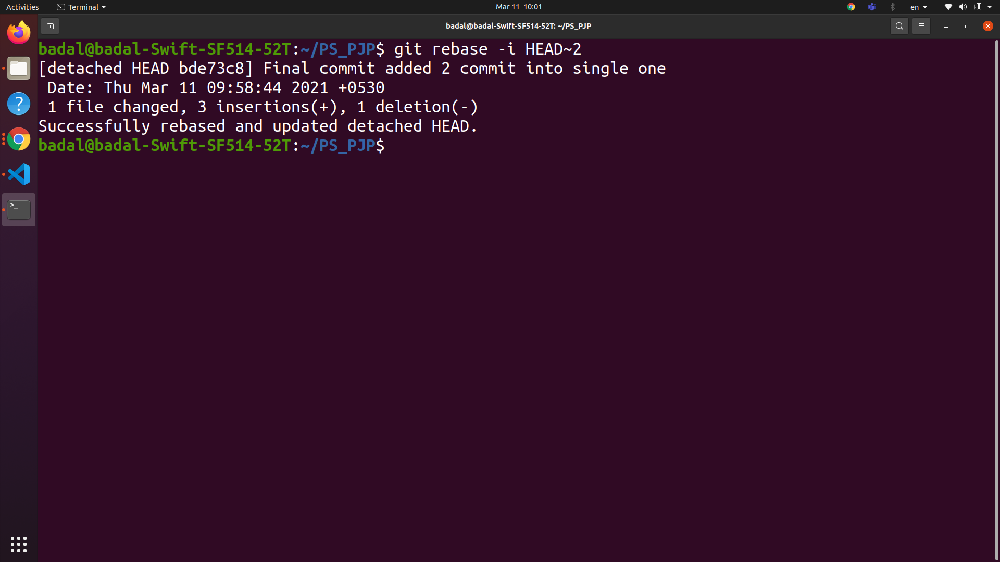 Activities
Terminal
Mar 11 10:01
en
badal@badal-Swift-SF514-52T: ~/PS_PJP
badal@badal-Swift-SF514-52T:~/PS_PJP$ git rebase -i HEAD~2
[detached HEAD bde73c8] Final commit added 2 commit into single one
 Date: Thu Mar 11 09:58:44 2021 +0530
 1 file changed, 3 insertions(+), 1 deletion(-)
Successfully rebased and updated detached HEAD.
badal@badal-Swift-SF514-52T:~/PS_PJP$